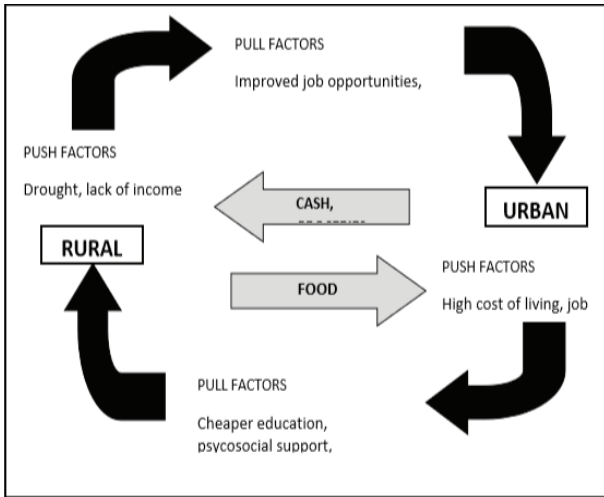 PULL FACTORS
Improved job opportunities,
PUSH FACTORS
Drought, lack of income
CASH,
URBAN
RURAL
PUSH FACTORS
FOOD
High cost of living, job
PULL FACTORS
Cheaper education,
psycosocial support,